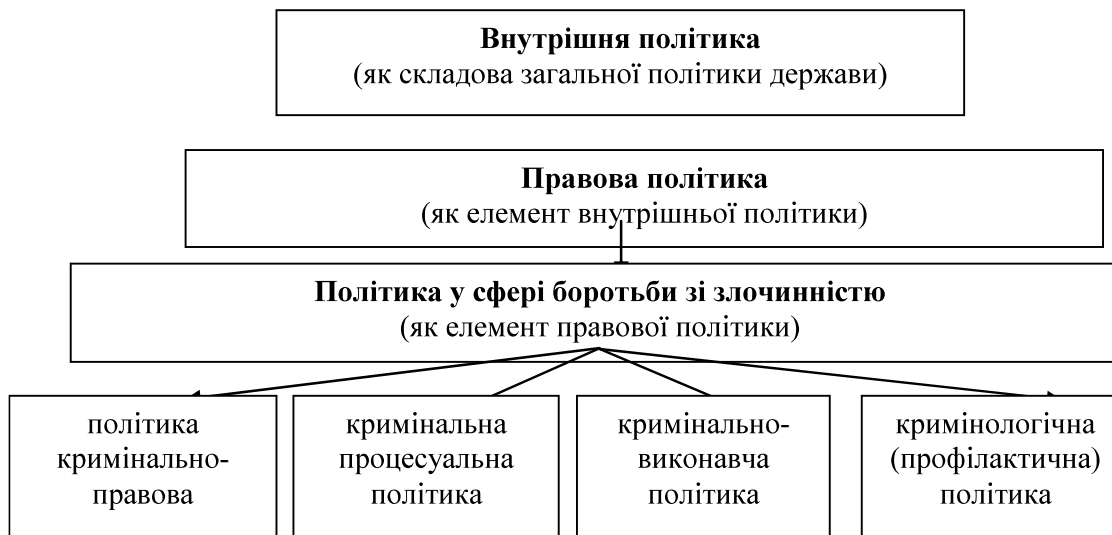 Внутрішня політика
(як складова загальної політики держави)
Правова політика
(як елемент внутрішньої політики)
Політика у сфері боротьби зі злочинністю
(як елемент правової політики)
політика
кримінально-
правова
кримінальна
процесуальна
політика
кримінально-
виконавча
політика
кримінологічна
(профілактична)
політика